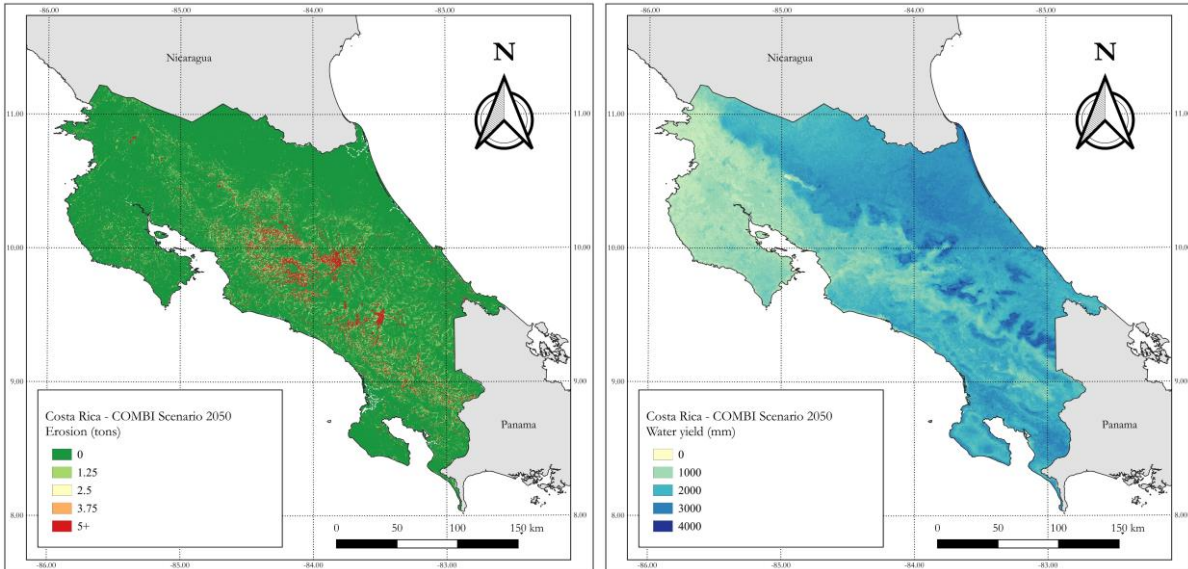 -86.00 -85.00 -84.00 -83.00
Nicaragua
N
11.00 11.00
10.00 10.00
9.00 9.00
Costa Rica - COMBI Scenario 2050
Erosion (tons)
0
1.25
2.5
3.75
5+
Panama
8.00 8.00
0 50 100 150 km
-86.00 -85.00 -84.00 -83.00
-86.00 -85.00 -84.00 -83.00
Nicaragua
N
11.00 11.00
10.00 10.00
9.00 9.00
Costa Rica - COMBI Scenario 2050
Water yield (mm)
0
1000
2000
3000
4000
Panama
8.00 8.00
0 50 100 150 km
-86.00 -85.00 -84.00 -83.00